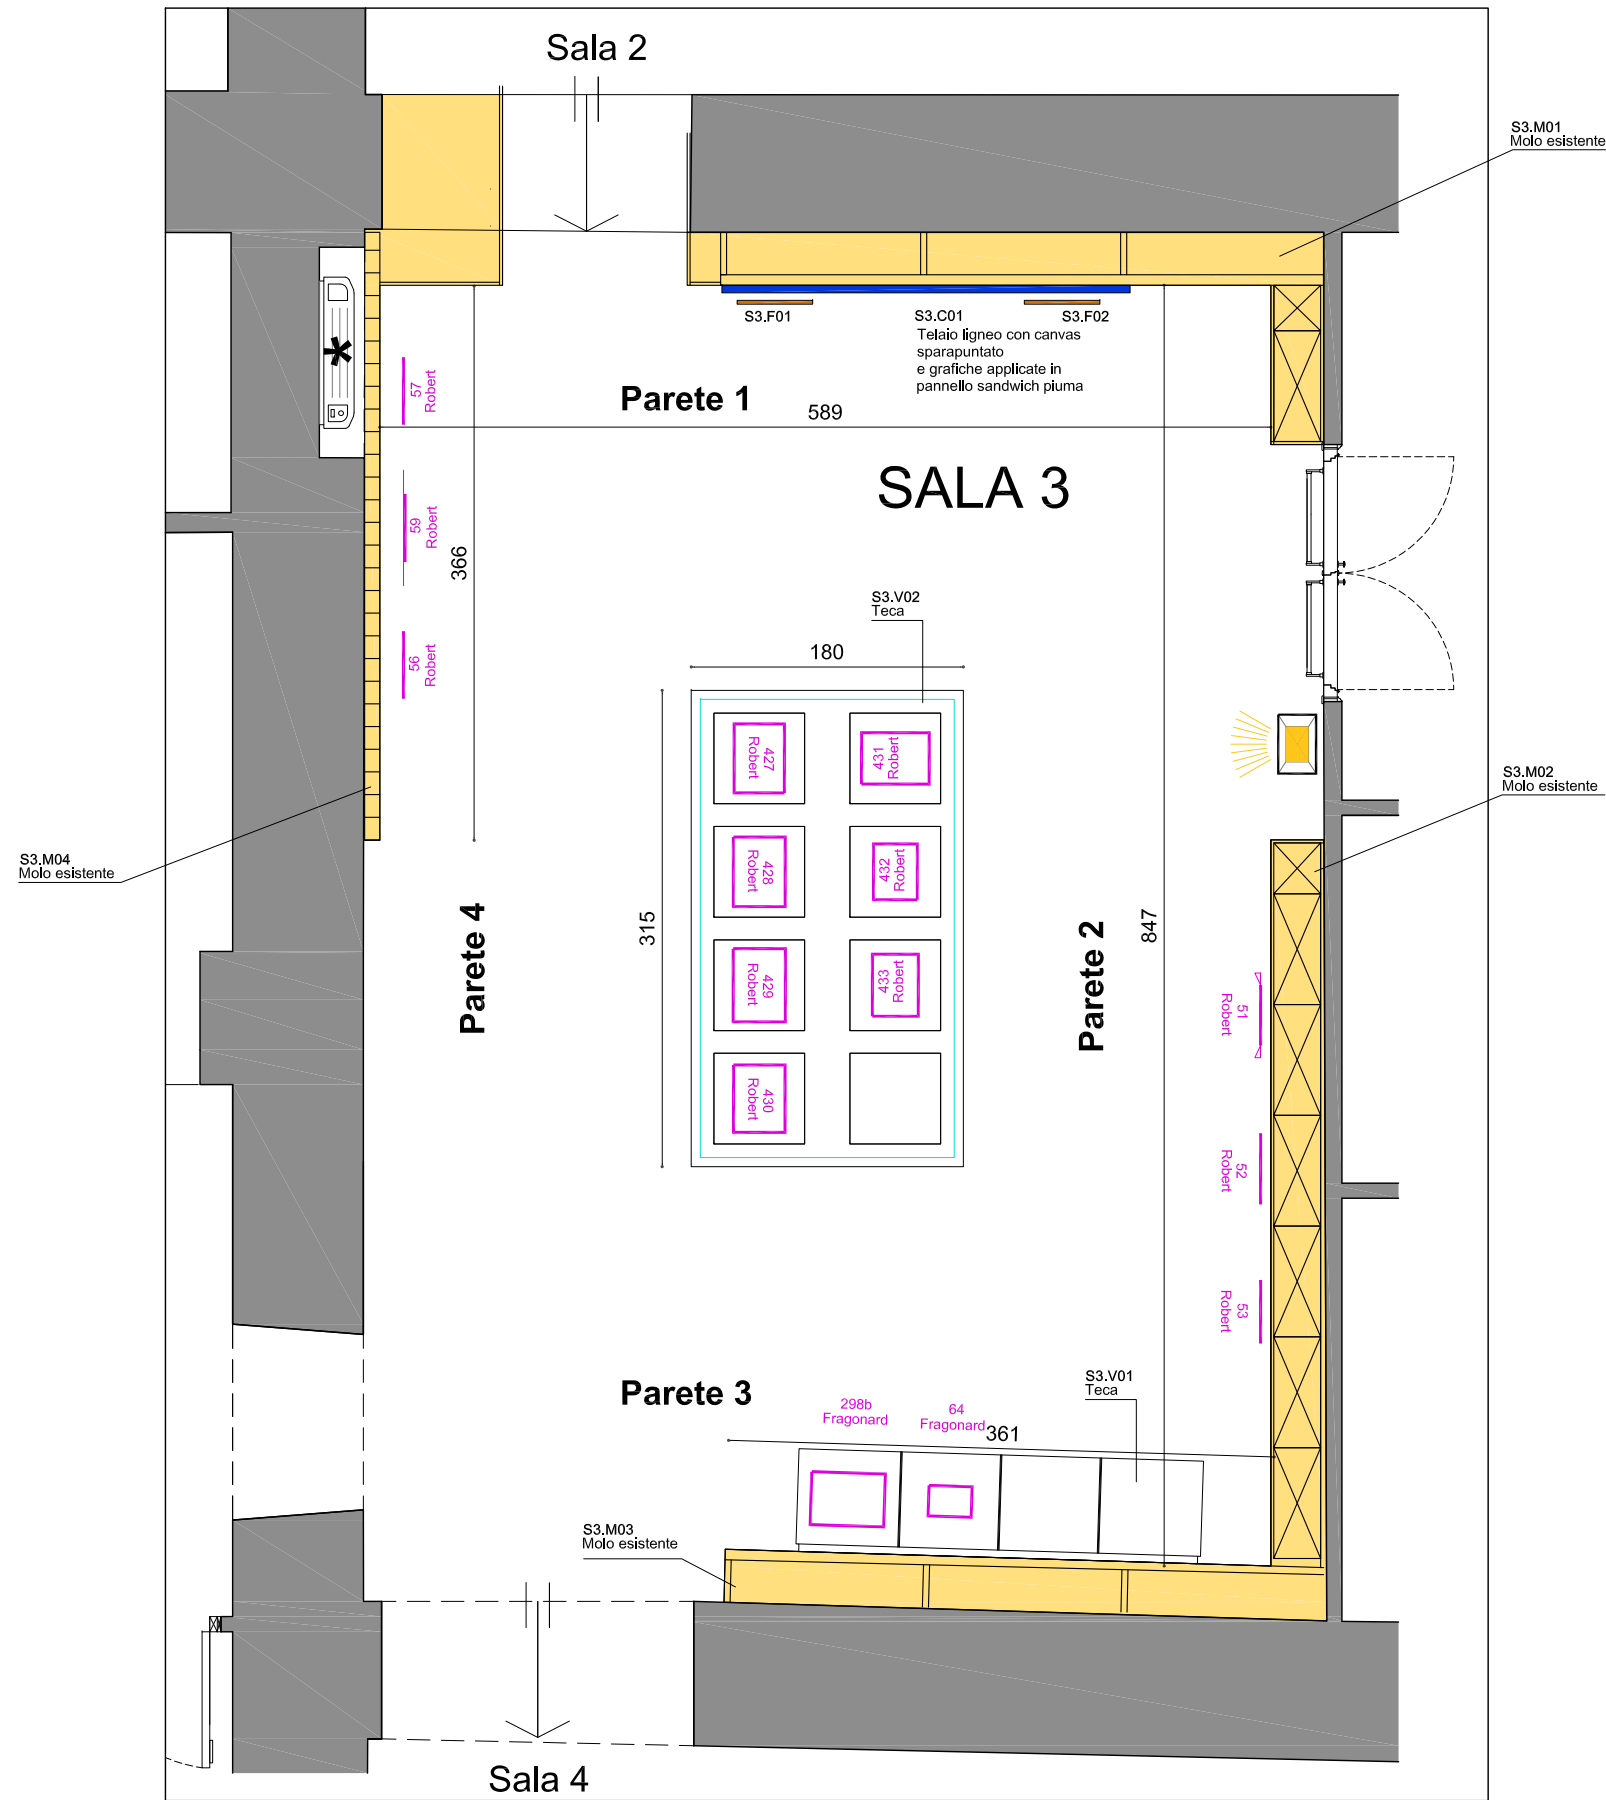 Sala 2
S3.M01
Molo esistente
S3.F01
S3.C01
S3.F02
Telaio ligneo con canvas
sparapuntato
e grafiche applicate in
pannello sandwich piuma
57
Robert
Parete 1
589
SALA 3
59
Robert
366
S3.V02
Teca
56
Robert
180
427
Robert
431
Robert
S3.M02
Molo esistente
S3.M04
Molo esistente
428
Robert
432
Robert
315
Parete 4
847
Parete 2
429
Robert
433
Robert
51
Robert
430
Robert
52
Robert
53
Robert
Parete 3
S3.V01
Teca
298b
Fragonard
64
Fragonard
361
S3.M03
Molo esistente
Sala 4